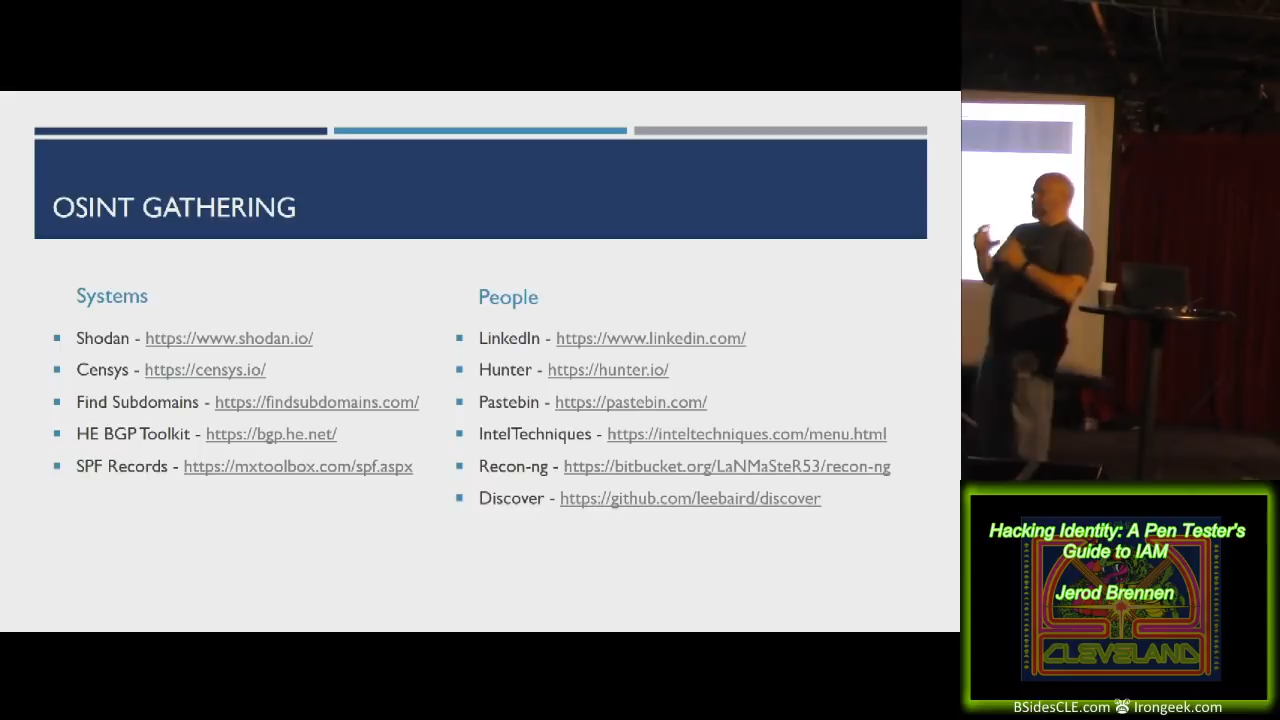 OSINT GATHERING
Systems
Shodan - https://www.shodan.io/
Censys - https://censys.io/
Find Subdomains - https://findsubdomains.com/
HE BGP Toolkit - https://bgp.he.net/
SPF Records - https://mxtoolbox.com/spf.aspx
People
LinkedIn - https://www.linkedin.com/
Hunter - https://hunter.io/
Pastebin - https://pastebin.com/
IntelTechniques - https://inteltechniques.com/menu.html
Recon-ng - https://bitbucket.org/LaNMaSteR53/recon-ng
Discover - https://github.com/leebaird/discover
Hacking Identity: A Pen Tester's
Guide to IAM
Jerod Brennen
CLEVELAND
BSidesCLE.com Irongeek.com